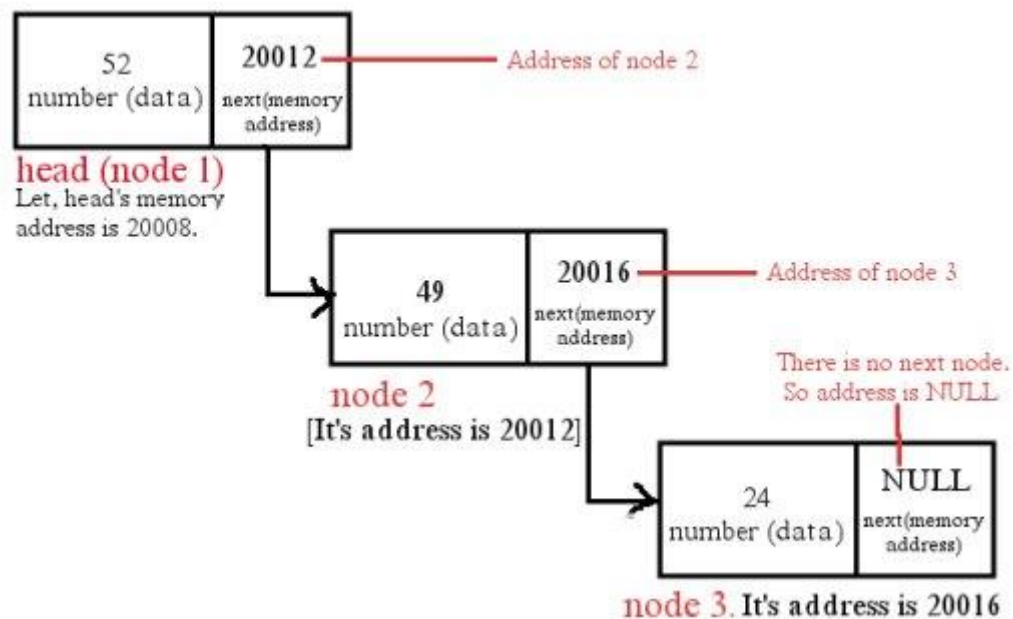 52
number (data)
20012
next(memory
address)
Address of node 2
head (node 1)
Let, head's memory
address is 20008.
49
number (data)
20016
next(memory
address)
Address of node 3
node 2
[It's address is 20012]
There is no next node.
So address is NULL
24
number (data)
NULL
next(memory
address)
node 3. It's address is 20016